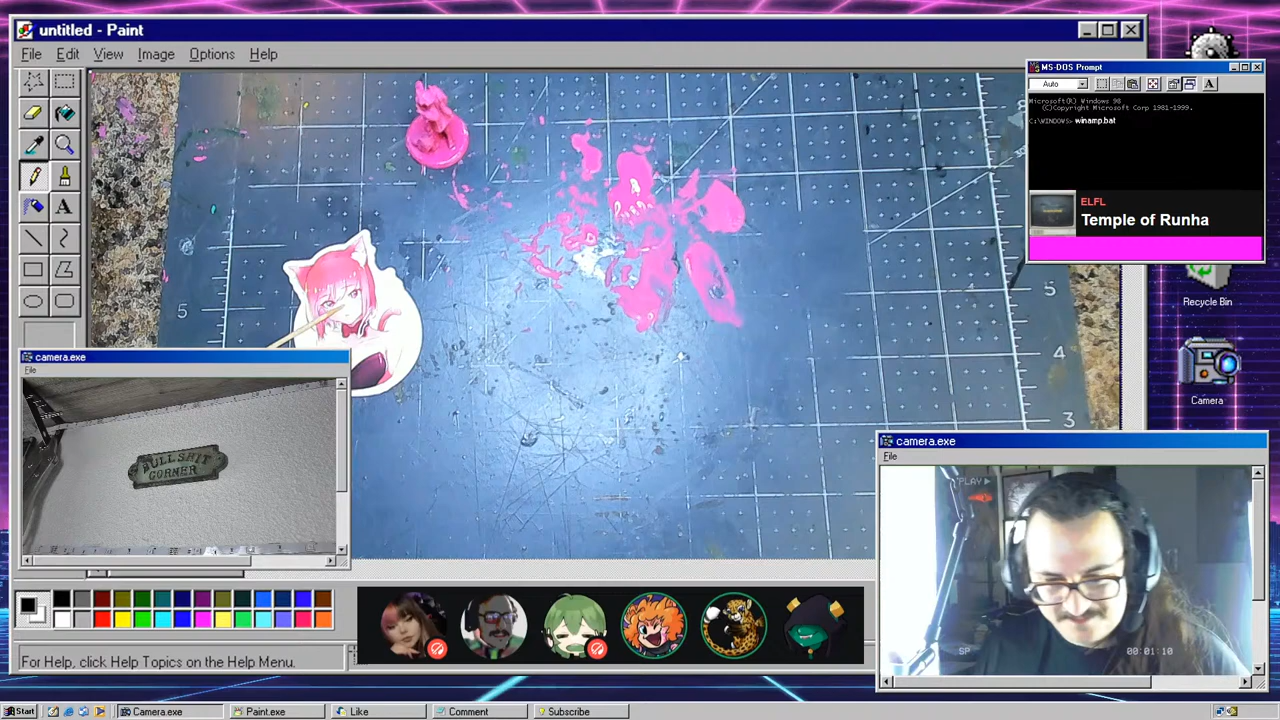 untitled - Paint
File Edit View Image Options Help
MS-DOS Prompt
Auto
Microsoft(R) Windows 98
(C)Copyright Microsoft Corp 1981-1999.
C:\WINDOWS> winamp.bat
ELFL
Temple of Runha
Recycle Bin
Camera
5
5
4
3
camera.exe
File
BULLSHIT
CORNER
camera.exe
File
PLAY
SP
00:01:10
For Help, click Help Topics on the Help Menu.
Start
Camera.exe
Paint.exe
Like
Comment
Subscribe